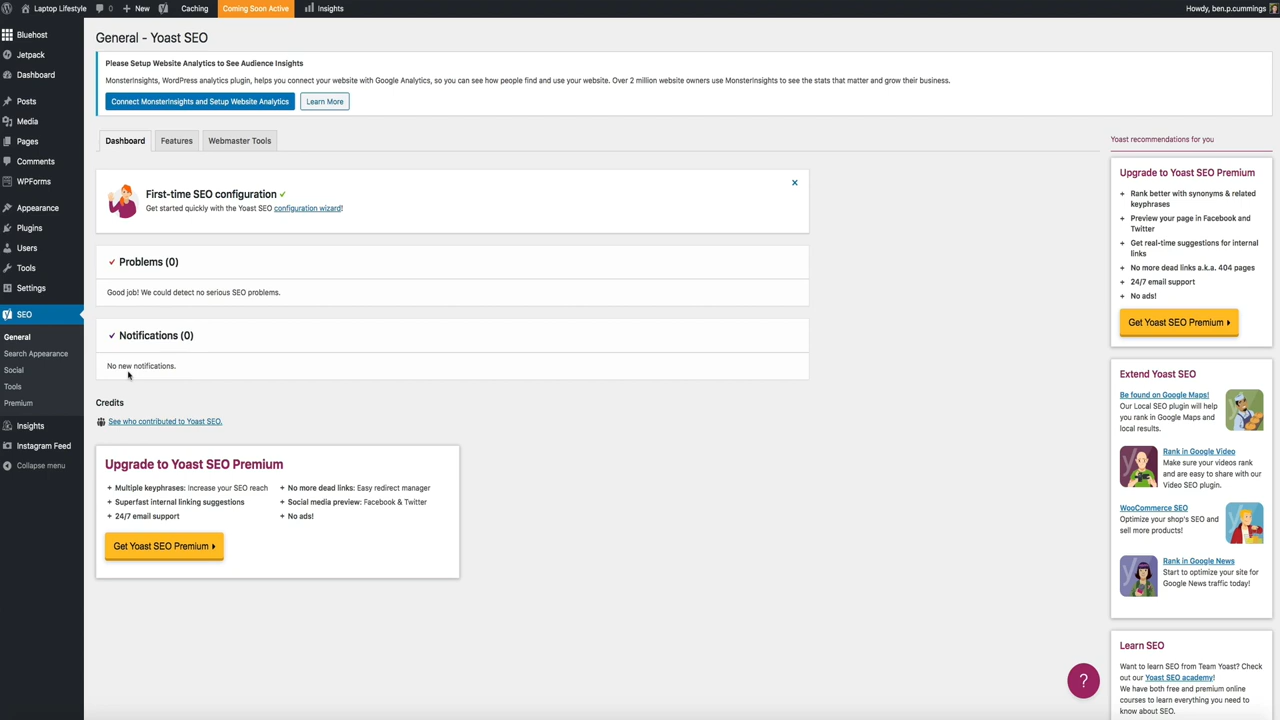 Laptop Lifestyle 0 + New Caching Coming Soon Active Insights Howdy, ben.p.cummings
Bluehost
Jetpack
Dashboard
Posts
Media
Pages
Comments
WPForms
Appearance
Plugins
Users
Tools
Settings
SEO
General
Search Appearance
Social
Tools
Premium
Insights
Instagram Feed
Collapse menu
General - Yoast SEO
Please Setup Website Analytics to See Audience Insights
MonsterInsights, WordPress analytics plugin, helps you connect your website with Google Analytics, so you can see how people find and use your website. Over 2 million website owners use MonsterInsights to see the stats that matter and grow their business.
Connect MonsterInsights and Setup Website Analytics Learn More
Dashboard Features Webmaster Tools
First-time SEO configuration
Get started quickly with the Yoast SEO configuration wizard!
Problems (0)
Good job! We could detect no serious SEO problems.
Notifications (0)
No new notifications.
Credits
See who contributed to Yoast SEO.
Upgrade to Yoast SEO Premium
+ Multiple keyphrases: Increase your SEO reach
+ Superfast internal linking suggestions
+ 24/7 email support
+ No more dead links: Easy redirect manager
+ Social media preview: Facebook & Twitter
+ No ads!
Get Yoast SEO Premium
Yoast recommendations for you
Upgrade to Yoast SEO Premium
+ Rank better with synonyms & related
keyphrases
+ Preview your page in Facebook and
Twitter
+ Get real-time suggestions for internal
links
+ No more dead links a.k.a. 404 pages
+ 24/7 email support
+ No ads!
Get Yoast SEO Premium
Extend Yoast SEO
Be found on Google Maps!
Our Local SEO plugin will help
you rank in Google Maps and
local results.
Rank in Google Video
Make sure your videos rank
and are easy to share with our
Video SEO plugin.
WooCommerce SEO
Optimize your shop's SEO and
sell more products!
Rank in Google News
Start to optimize your site for
Google News traffic today!
Learn SEO
Want to learn SEO from Team Yoast? Check
out our Yoast SEO academy!
We have both free and premium online
courses to learn everything you need to
know about SEO.
?